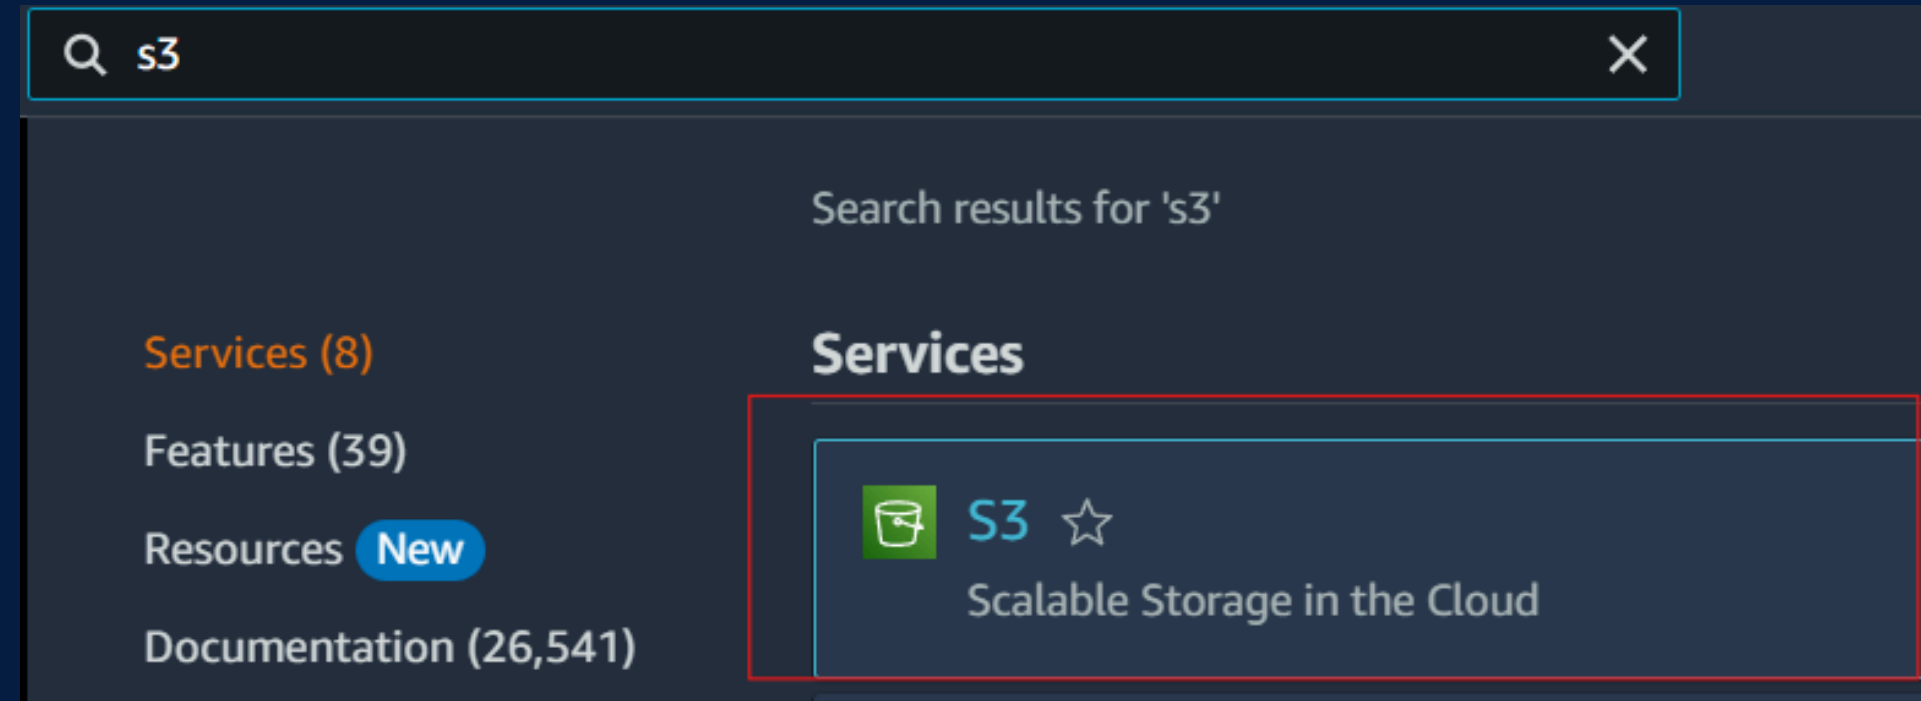 s3
Search results for 's3'
Services (8)
Features (39)
Resources New
Documentation (26,541)
Services
S3
Scalable Storage in the Cloud